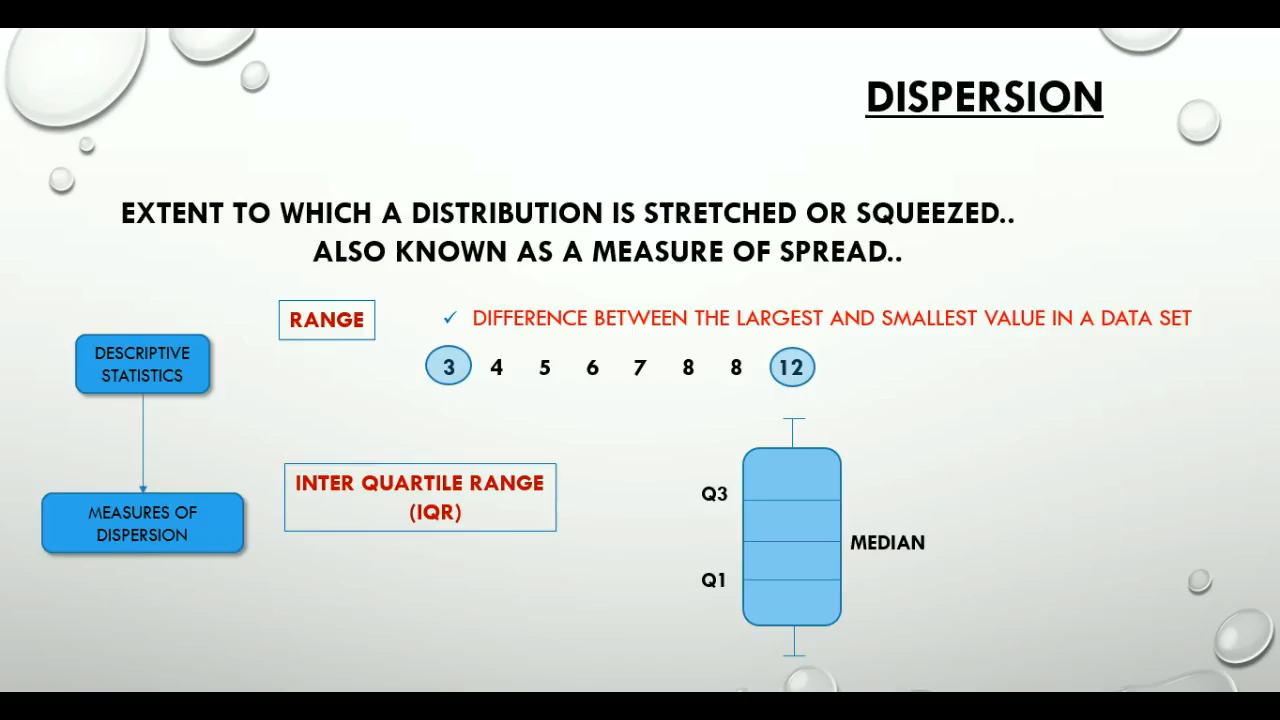 DISPERSION
EXTENT TO WHICH A DISTRIBUTION IS STRETCHED OR SQUEEZED..
ALSO KNOWN AS A MEASURE OF SPREAD..
RANGE
✓ DIFFERENCE BETWEEN THE LARGEST AND SMALLEST VALUE IN A DATA SET
3 4 5 6 7 8 8 12
DESCRIPTIVE
STATISTICS
MEASURES OF
DISPERSION
INTER QUARTILE RANGE
(IQR)
Q3
MEDIAN
Q1